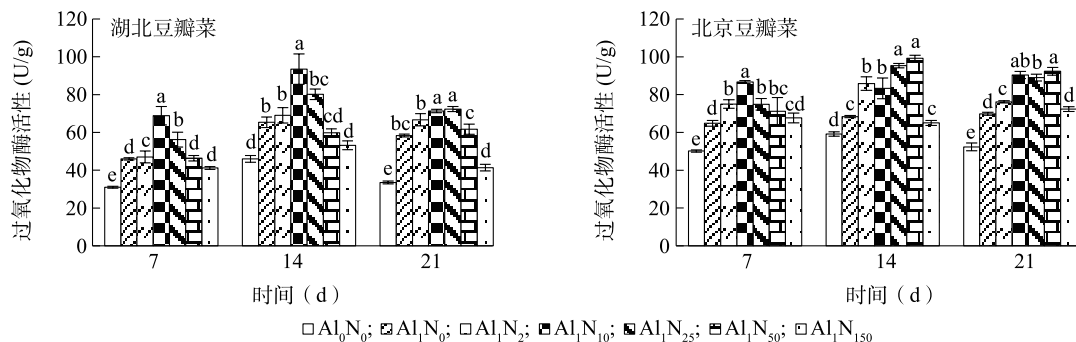 湖北豆瓣菜
过氧化物酶活性 (U/g)
120
100
80
60
40
20
0
e d c a b d d
d b b a bc cd d
e bc b a a c d
7 14 21
时间（d）
北京豆瓣菜
过氧化物酶活性 (U/g)
120
100
80
60
40
20
0
e d b a b bc cd
d c b b a a c
e d c ab b a d
7 14 21
时间（d）
Al₀N₀; Al₁N₀; Al₁N₂; Al₁N₁₀; Al₁N₂₅; Al₁N₅₀; Al₁N₁₅₀